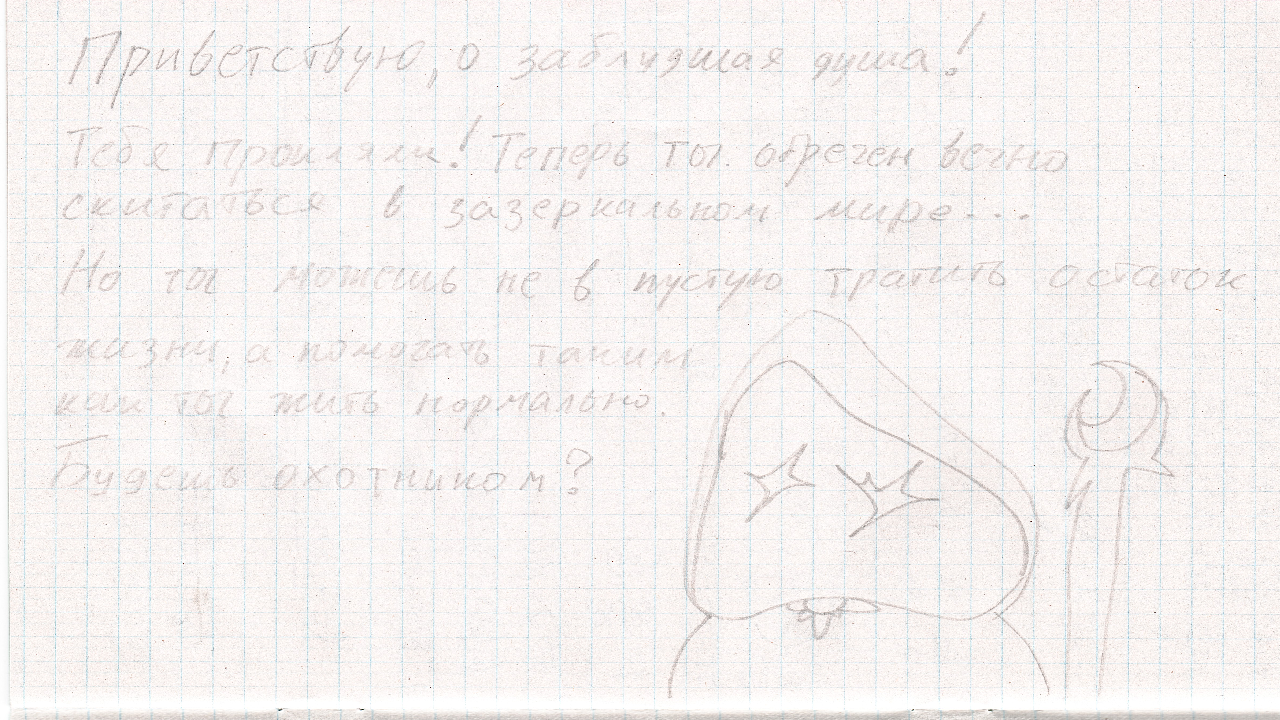 Приветствую, о заблудшая душа!
Тебя прокляли! Теперь ты обречен вечно
скитаться в зазеркальном мире...
Но ты можешь не в пустую тратить остаток
жизни, а помогать таким
как ты жить нормально.
Будешь охотником?